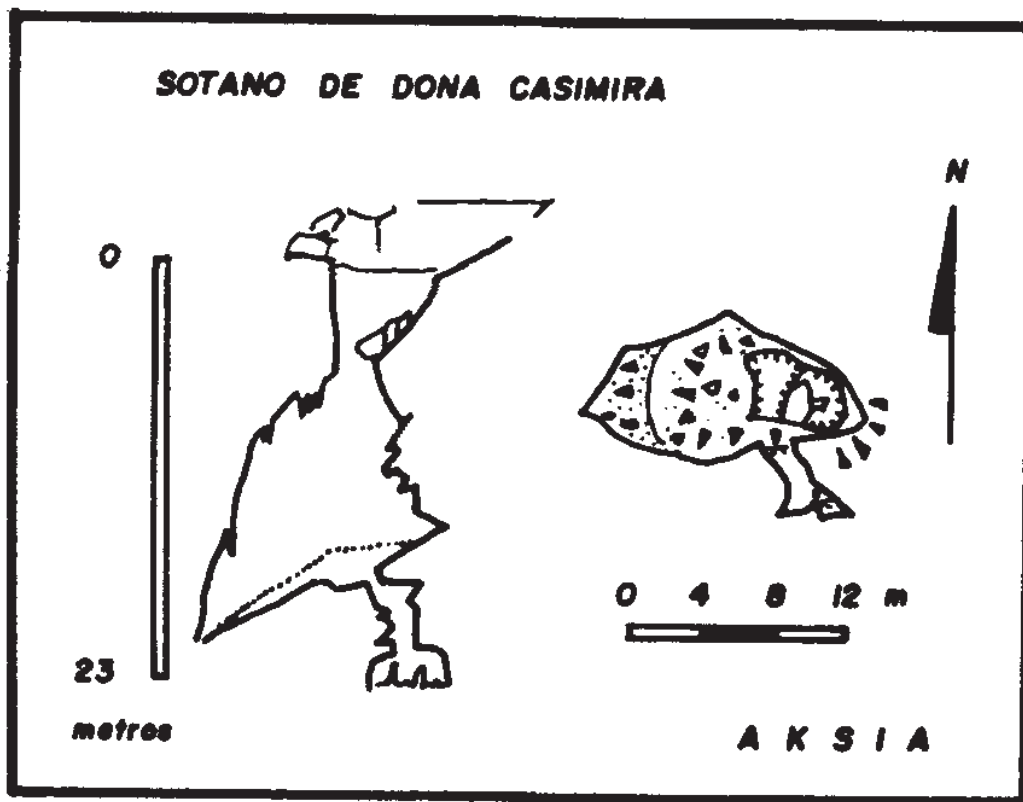 SOTANO DE DONA CASIMIRA
N
0
0 4 8 12 m
23
metros
A K S I A